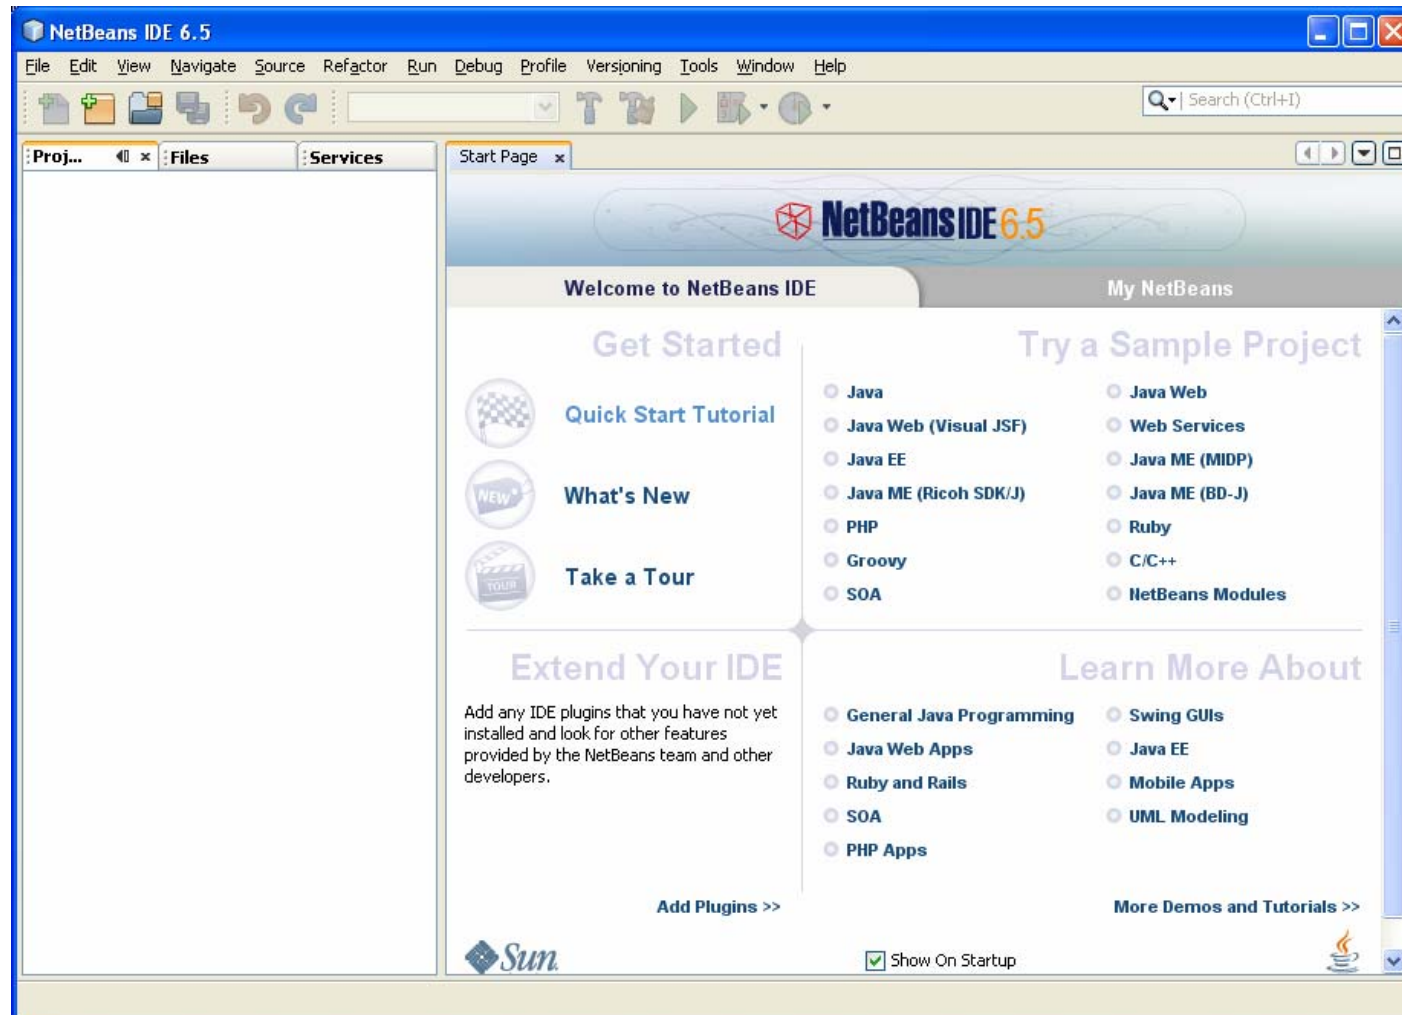 NetBeans IDE 6.5
File Edit View Navigate Source Refactor Run Debug Profile Versioning Tools Window Help
Search (Ctrl+I)
Proj... Files Services
Start Page
NetBeans IDE 6.5
Welcome to NetBeans IDE
My NetBeans
Get Started
Quick Start Tutorial
NEW
What's New
TOUR
Take a Tour
Try a Sample Project
Java
Java Web
Java Web (Visual JSF)
Web Services
Java EE
Java ME (MIDP)
Java ME (Ricoh SDK/J)
Java ME (BD-J)
PHP
Ruby
Groovy
C/C++
SOA
NetBeans Modules
Extend Your IDE
Add any IDE plugins that you have not yet
installed and look for other features
provided by the NetBeans team and other
developers.
Add Plugins >>
Learn More About
General Java Programming
Swing GUIs
Java Web Apps
Java EE
Ruby and Rails
Mobile Apps
SOA
UML Modeling
PHP Apps
More Demos and Tutorials >>
Sun
Show On Startup